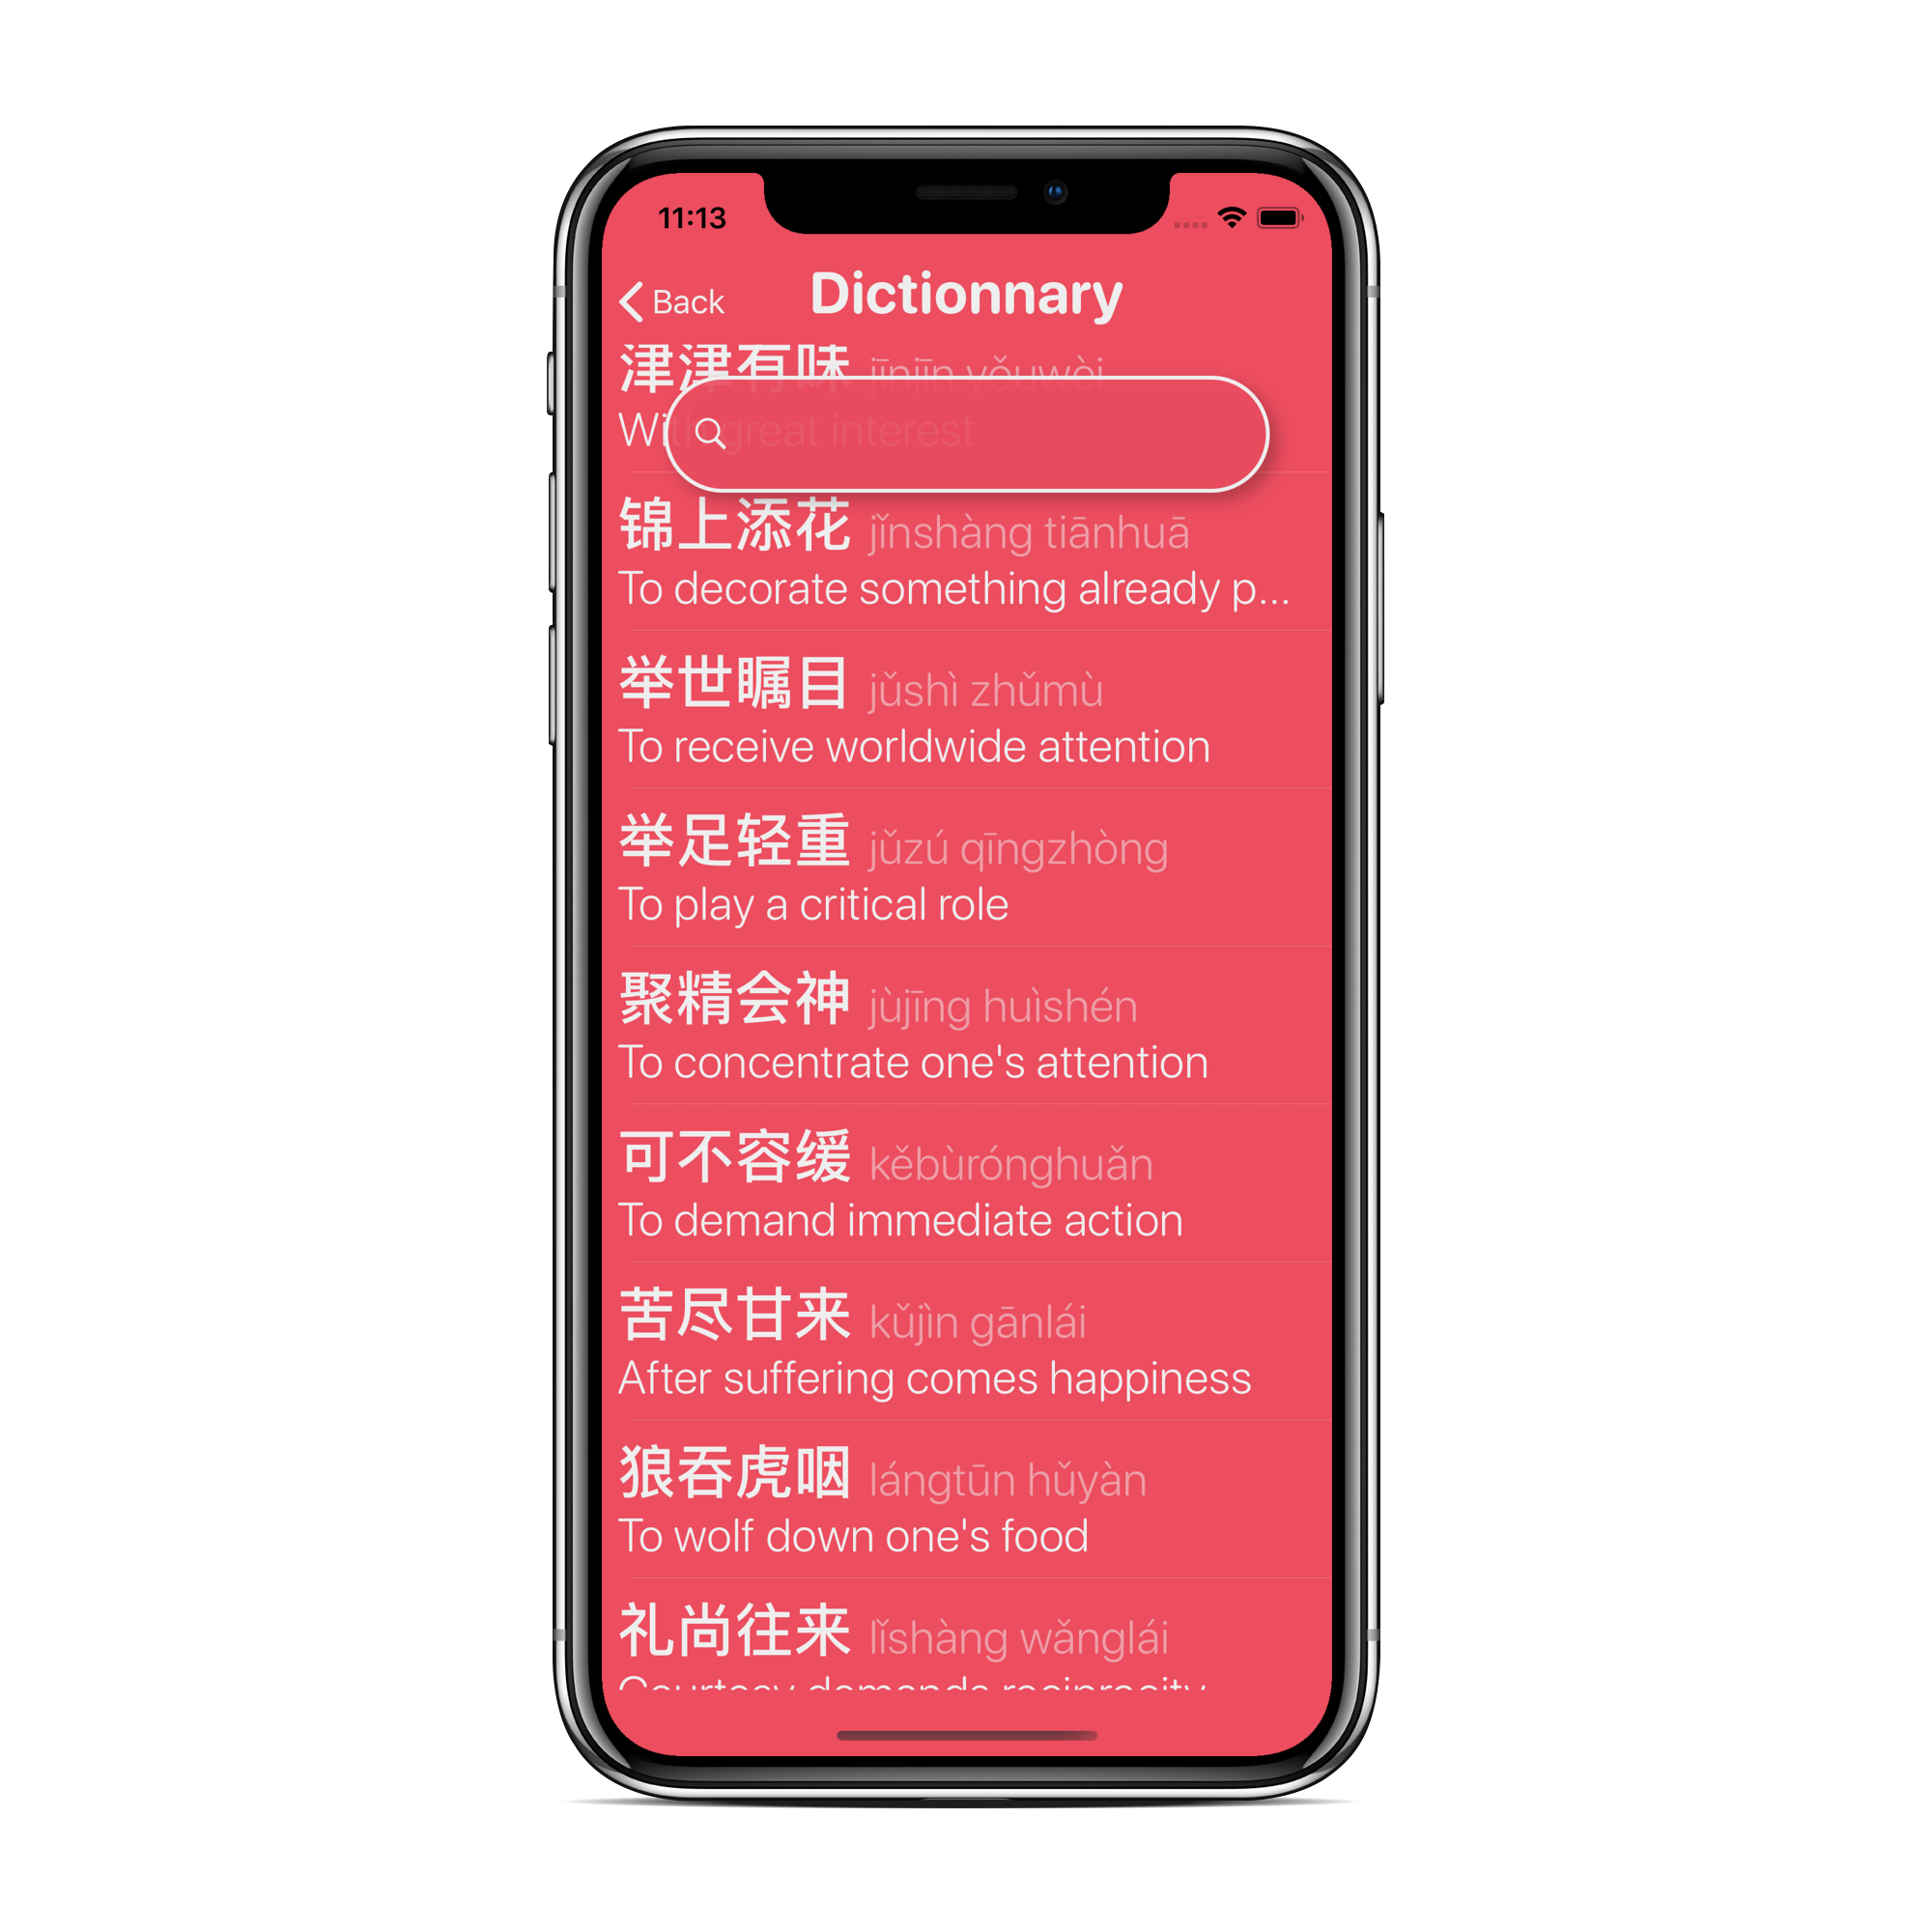 11:13
Back
Dictionnary
津津有味 jīnjīn yǒuwèi
With great interest
锦上添花 jǐnshàng tiānhuā
To decorate something already p...
举世瞩目 jǔshì zhǔmù
To receive worldwide attention
举足轻重 jǔzú qīngzhòng
To play a critical role
聚精会神 jùjīng huìshén
To concentrate one's attention
可不容缓 kěbùrónghuǎn
To demand immediate action
苦尽甘来 kǔjìn gānlái
After suffering comes happiness
狼吞虎咽 lángtūn hǔyàn
To wolf down one's food
礼尚往来 lǐshàng wǎnglái
Courtesy demands reciprocity